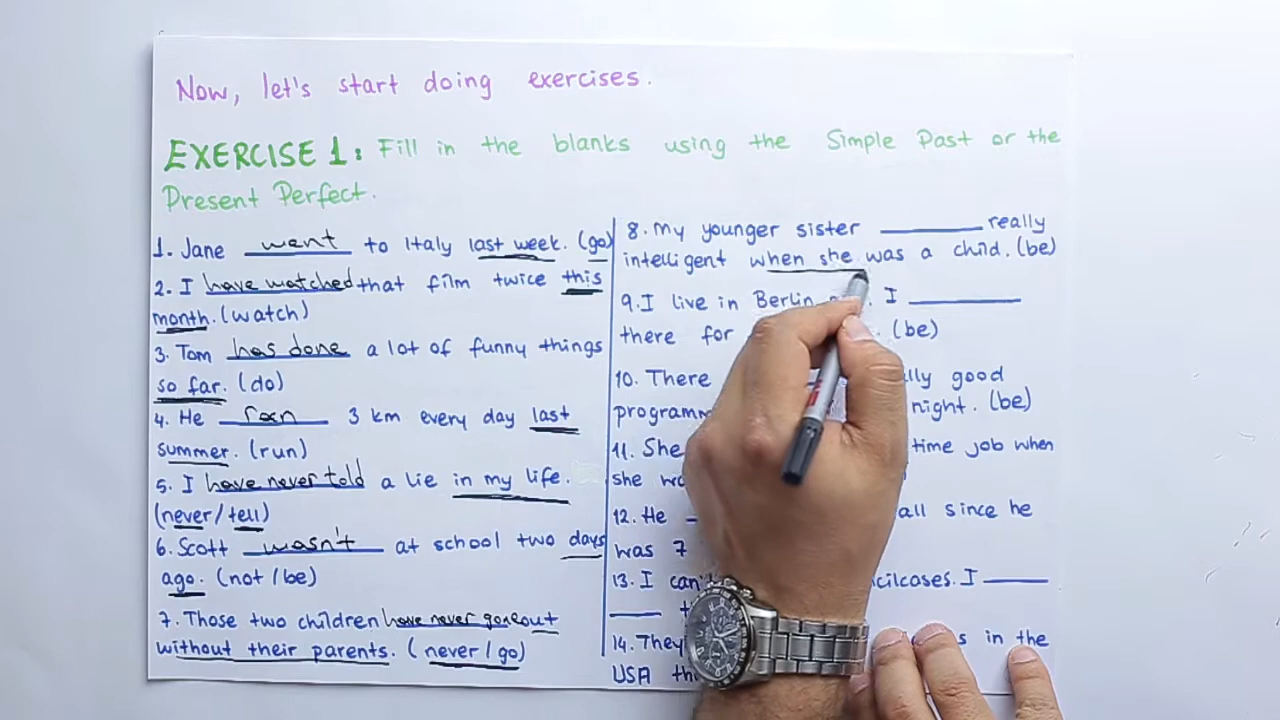 Now, let's start doing exercises.
EXERCISE 1: Fill in the blanks using the Simple Past or the
Present Perfect.
1. Jane went to Italy last week. (go)
2. I have watched that film twice this
month. (watch)
3. Tom has done a lot of funny things
so far. (do)
4. He ran 3 km every day last
summer. (run)
5. I have never told a lie in my life.
(never/tell)
6. Scott wasn't at school two days
ago. (not/be)
7. Those two children have never gone out
without their parents. (never/go)
8. My younger sister ______ really
intelligent when she was a child. (be)
9. I live in Berlin I ______
there for (be)
10. There good
night. (be)
11. She time job when
she
12. He all since he
was 7
13. I I ______
______
14. in the
USA